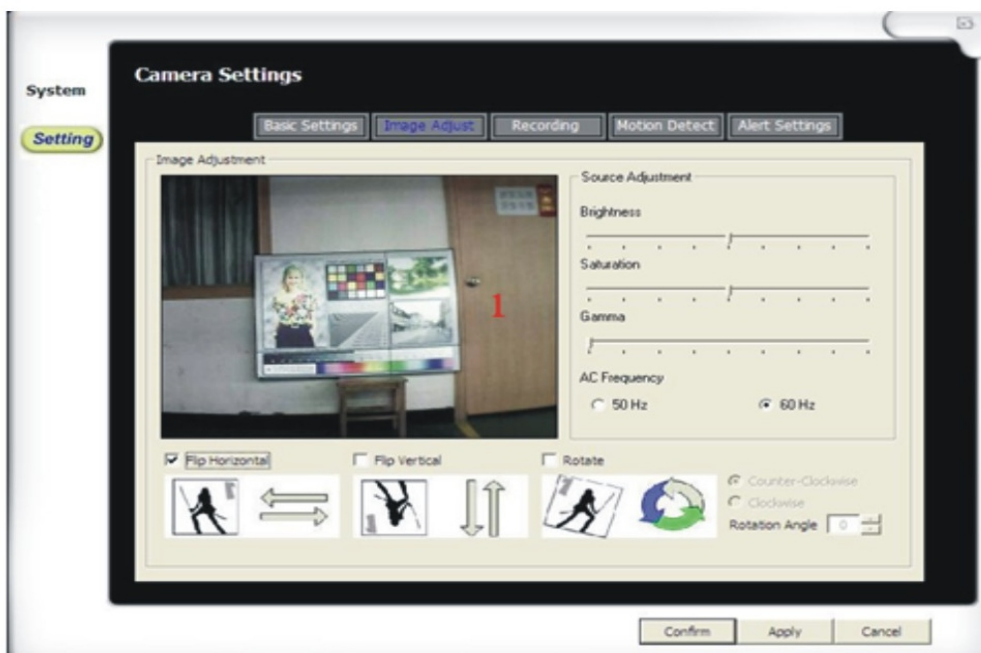 System
Setting
Camera Settings
Basic Settings
Image Adjust
Recording
Motion Detect
Alert Settings
Image Adjustment
1
Source Adjustment
Brightness
Saturation
Gamma
AC Frequency
50 Hz
60 Hz
Flip Horizontal
Flip Vertical
Rotate
Counter-Clockwise
Clockwise
Rotation Angle 0
Confirm
Apply
Cancel